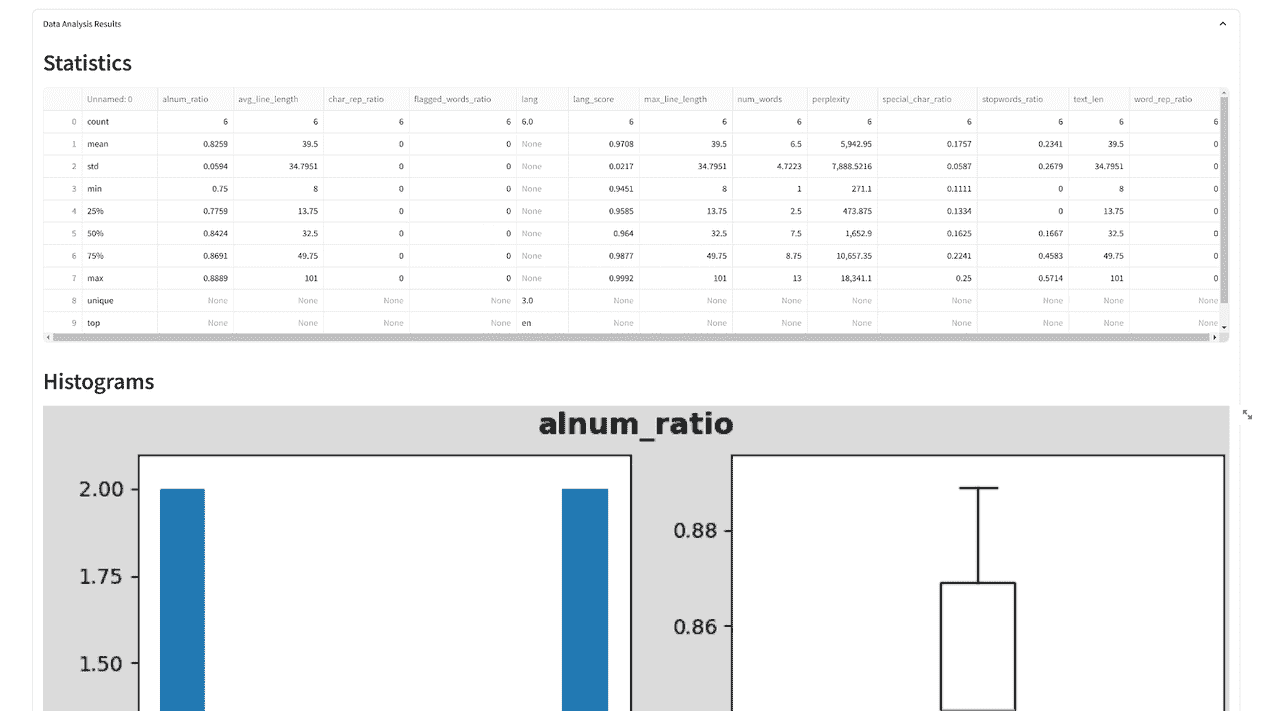 Data Analysis Results
Statistics
Unnamed: 0 alnum_ratio avg_line_length char_rep_ratio flagged_words_ratio lang lang_score max_line_length num_words perplexity special_char_ratio stopwords_ratio text_len word_rep_ratio
0 count 6 6 6 6 6.0 6 6 6 6 6 6 6 6
1 mean 0.8259 39.5 0 0 None 0.9708 39.5 6.5 5,942.95 0.1757 0.2341 39.5 0
2 std 0.0594 34.7951 0 0 None 0.0217 34.7951 4.7223 7,888.5216 0.0587 0.2679 34.7951 0
3 min 0.75 8 0 0 None 0.9451 8 1 271.1 0.1111 0 8 0
4 25% 0.7759 13.75 0 0 None 0.9585 13.75 2.5 473.875 0.1334 0 13.75 0
5 50% 0.8424 32.5 0 0 None 0.964 32.5 7.5 1,652.9 0.1625 0.1667 32.5 0
6 75% 0.8691 49.75 0 0 None 0.9877 49.75 8.75 10,657.35 0.2241 0.4583 49.75 0
7 max 0.8889 101 0 0 None 0.9992 101 13 18,341.1 0.25 0.5714 101 0
8 unique None None None None 3.0 None None None None None None None None
9 top None None None None en None None None None None None None None
Histograms
alnum_ratio
2.00
0.88
1.75
0.86
1.50